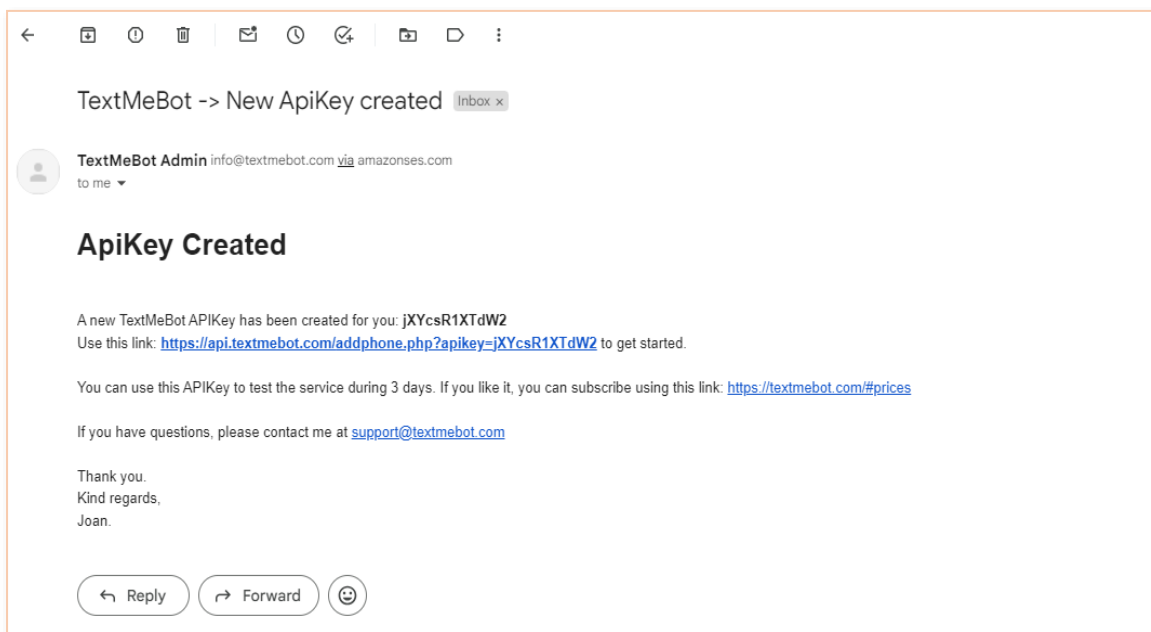 TextMeBot -> New ApiKey created Inbox x
TextMeBot Admin info@textmebot.com via amazonses.com
to me
ApiKey Created
A new TextMeBot APIKey has been created for you: jXYcsR1XTdW2
Use this link: https://api.textmebot.com/addphone.php?apikey=jXYcsR1XTdW2 to get started.
You can use this APIKey to test the service during 3 days. If you like it, you can subscribe using this link: https://textmebot.com/#prices
If you have questions, please contact me at support@textmebot.com
Thank you.
Kind regards,
Joan.
Reply Forward